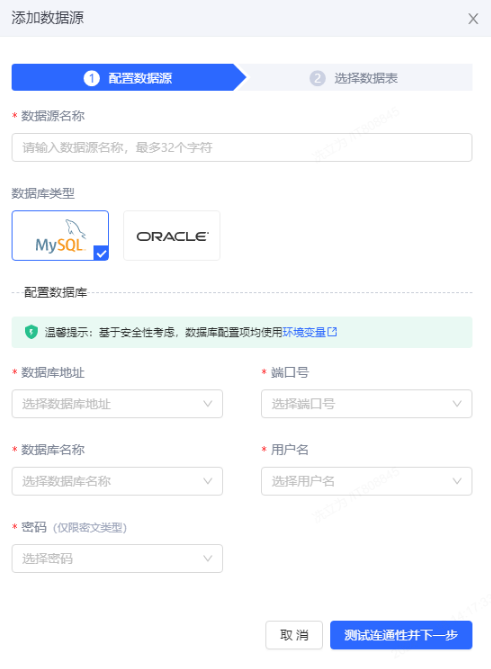 添加数据源
1 配置数据源 2 选择数据表
* 数据源名称
请输入数据源名称，最多32个字符
数据库类型
MySQL ORACLE
配置数据库
温馨提示：基于安全性考虑，数据库配置项均使用环境变量
* 数据库地址 * 端口号
选择数据库地址 选择端口号
* 数据库名称 * 用户名
选择数据库名称 选择用户名
* 密码（仅限密文类型）
选择密码
取 消 测试连通性并下一步